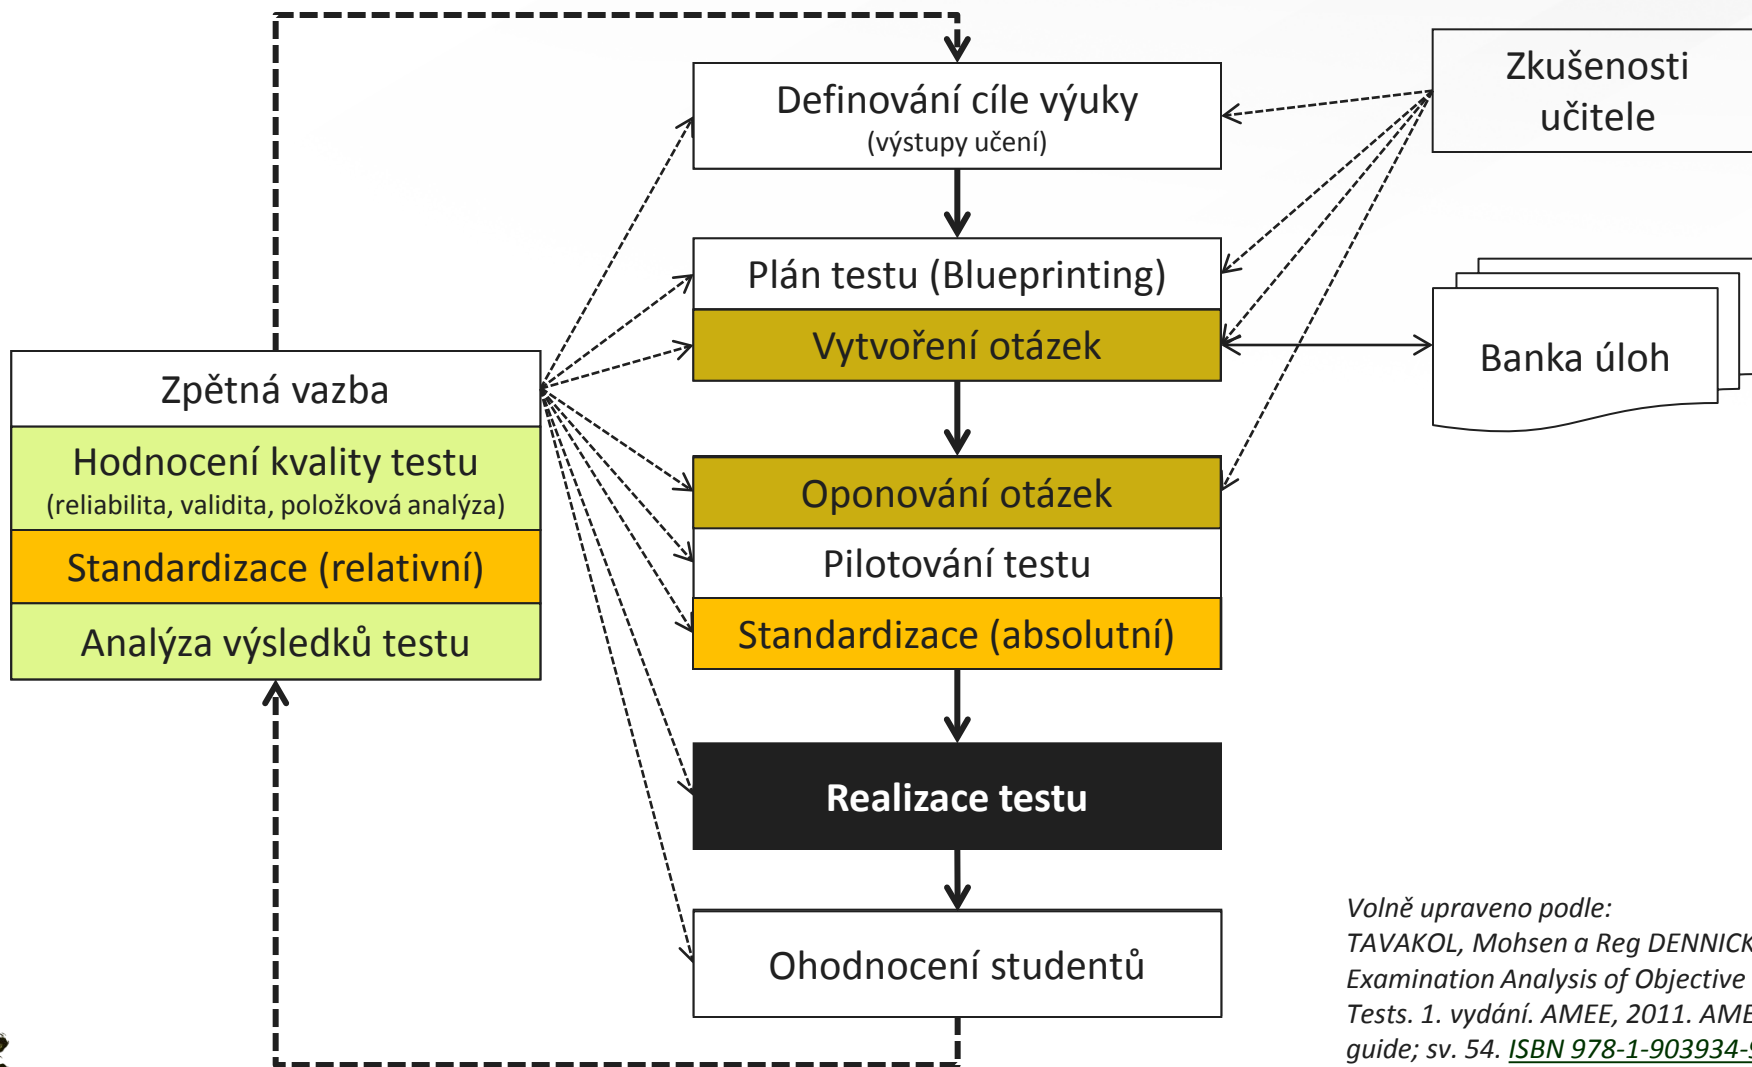 Definování cíle výuky
(výstupy učení)
Zkušenosti
učitele
Plán testu (Blueprinting)
Vytvoření otázek
Banka úloh
Zpětná vazba
Hodnocení kvality testu
(reliabilita, validita, položková analýza)
Standardizace (relativní)
Analýza výsledků testu
Oponování otázek
Pilotování testu
Standardizace (absolutní)
Realizace testu
Ohodnocení studentů
Volně upraveno podle:
TAVAKOL, Mohsen a Reg DENNICK
Examination Analysis of Objective
Tests. 1. vydání. AMEE, 2011. AME
guide; sv. 54. ISBN 978-1-903934-9